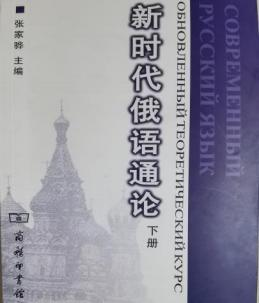 张家骅 主编
新时代俄语通论
下册
商务印书馆
СОВРЕМЕННЫЙ
РУССКИЙ ЯЗЫК
ОБНОВЛЕННЫЙ ТЕОРЕТИЧЕСКИЙ КУРС